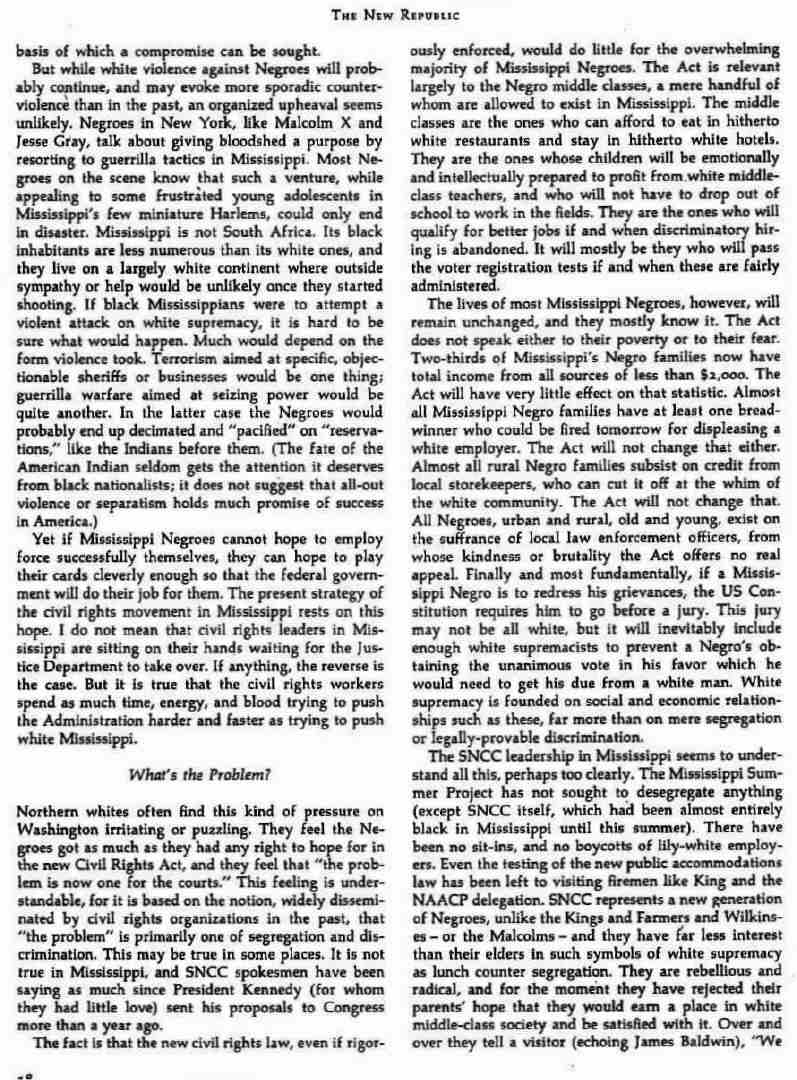 THE NEW REPUBLIC
basis of which a compromise can be sought.
But while white violence against Negroes will prob-
ably continue, and may evoke more sporadic counter-
violence than in the past, an organized upheaval seems
unlikely. Negroes in New York, like Malcolm X and
Jesse Gray, talk about giving bloodshed a purpose by
resorting to guerrilla tactics in Mississippi. Most Ne-
groes on the scene know that such a venture, while
appealing to some frustrated young adolescents in
Mississippi's few miniature Harlems, could only end
in disaster. Mississippi is not South Africa. Its black
inhabitants are less numerous than its white ones, and
they live on a largely white continent where outside
sympathy or help would be unlikely once they started
shooting. If black Mississippians were to attempt a
violent attack on white supremacy, it is hard to be
sure what would happen. Much would depend on the
form violence took. Terrorism aimed at specific, objec-
tionable sheriffs or businesses would be one thing;
guerrilla warfare aimed at seizing power would be
quite another. In the latter case the Negroes would
probably end up decimated and "pacified" on "reserva-
tions," like the Indians before them. (The fate of the
American Indian seldom gets the attention it deserves
from black nationalists; it does not suggest that all-out
violence or separatism holds much promise of success
in America.)
Yet if Mississippi Negroes cannot hope to employ
force successfully themselves, they can hope to play
their cards cleverly enough so that the federal govern-
ment will do their job for them. The present strategy of
the civil rights movement in Mississippi rests on this
hope. I do not mean that civil rights leaders in Mis-
sissippi are sitting on their hands waiting for the Jus-
tice Department to take over. If anything, the reverse is
the case. But it is true that the civil rights workers
spend as much time, energy, and blood trying to push
the Administration harder and faster as trying to push
white Mississippi.
What's the Problem?
Northern whites often find this kind of pressure on
Washington irritating or puzzling. They feel the Ne-
groes got as much as they had any right to hope for in
the new Civil Rights Act, and they feel that "the prob-
lem is now one for the courts." This feeling is under-
standable, for it is based on the notion, widely dissemi-
nated by civil rights organizations in the past, that
"the problem" is primarily one of segregation and dis-
crimination. This may be true in some places. It is not
true in Mississippi, and SNCC spokesmen have been
saying as much since President Kennedy (for whom
they had little love) sent his proposals to Congress
more than a year ago.
The fact is that the new civil rights law, even if rigor-
ously enforced, would do little for the overwhelming
majority of Mississippi Negroes. The Act is relevant
largely to the Negro middle classes, a mere handful of
whom are allowed to exist in Mississippi. The middle
classes are the ones who can afford to eat in hitherto
white restaurants and stay in hitherto white hotels.
They are the ones whose children will be emotionally
and intellectually prepared to profit from white middle-
class teachers, and who will not have to drop out of
school to work in the fields. They are the ones who will
qualify for better jobs if and when discriminatory hir-
ing is abandoned. It will mostly be they who will pass
the voter registration tests if and when these are fairly
administered.
The lives of most Mississippi Negroes, however, will
remain unchanged, and they mostly know it. The Act
does not speak either to their poverty or to their fear.
Two-thirds of Mississippi's Negro families now have
total income from all sources of less than $2,000. The
Act will have very little effect on that statistic. Almost
all Mississippi Negro families have at least one bread-
winner who could be fired tomorrow for displeasing a
white employer. The Act will not change that either.
Almost all rural Negro families subsist on credit from
local storekeepers, who can cut it off at the whim of
the white community. The Act will not change that.
All Negroes, urban and rural, old and young, exist on
the suffrance of local law enforcement officers, from
whose kindness or brutality the Act offers no real
appeal. Finally and most fundamentally, if a Missis-
sippi Negro is to redress his grievances, the US Con-
stitution requires him to go before a jury. This jury
may not be all white, but it will inevitably include
enough white supremacists to prevent a Negro's ob-
taining the unanimous vote in his favor which he
would need to get his due from a white man. White
supremacy is founded on social and economic relation-
ships such as these, far more than on mere segregation
or legally-provable discrimination.
The SNCC leadership in Mississippi seems to under-
stand all this, perhaps too clearly. The Mississippi Sum-
mer Project has not sought to desegregate anything
(except SNCC itself, which had been almost entirely
black in Mississippi until this summer). There have
been no sit-ins, and no boycotts of lily-white employ-
ers. Even the testing of the new public accommodations
law has been left to visiting firemen like King and the
NAACP delegation. SNCC represents a new generation
of Negroes, unlike the Kings and Farmers and Wilkins-
es – or the Malcolms – and they have far less interest
than their elders in such symbols of white supremacy
as lunch counter segregation. They are rebellious and
radical, and for the moment they have rejected their
parents' hope that they would earn a place in white
middle-class society and be satisfied with it. Over and
over they tell a visitor (echoing James Baldwin), "We